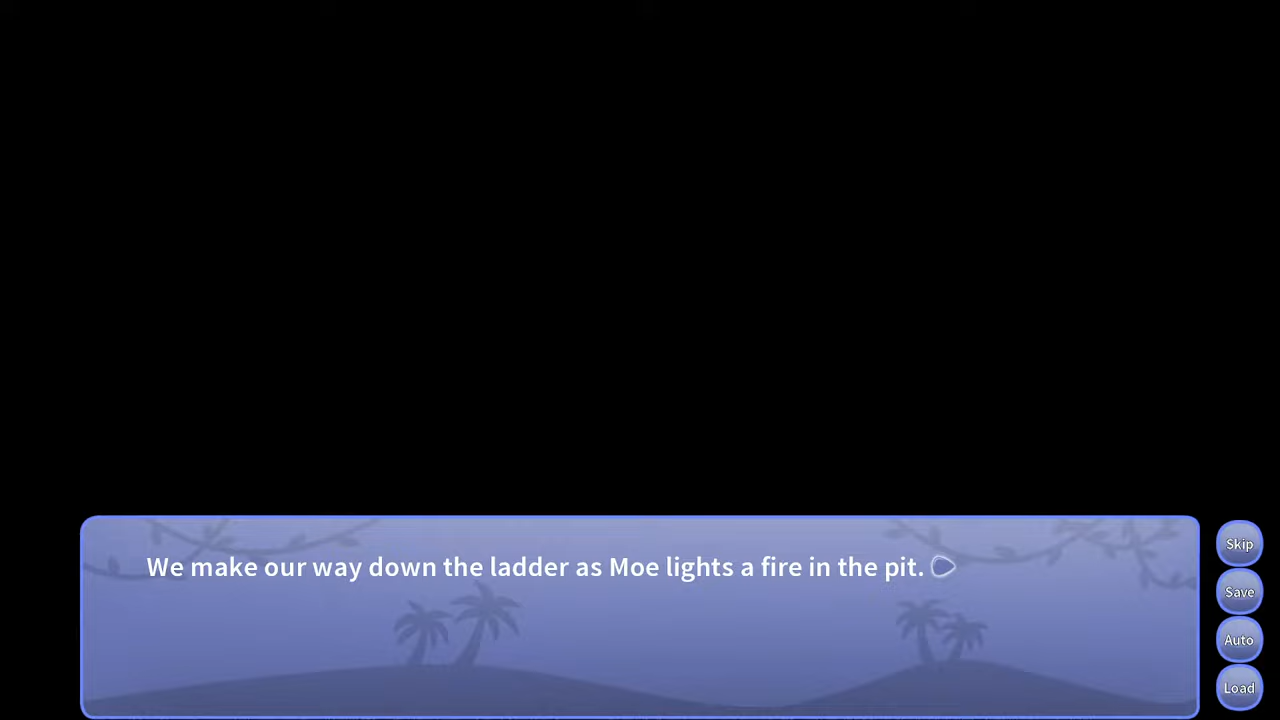 We make our way down the ladder as Moe lights a fire in the pit.
Skip
Save
Auto
Load